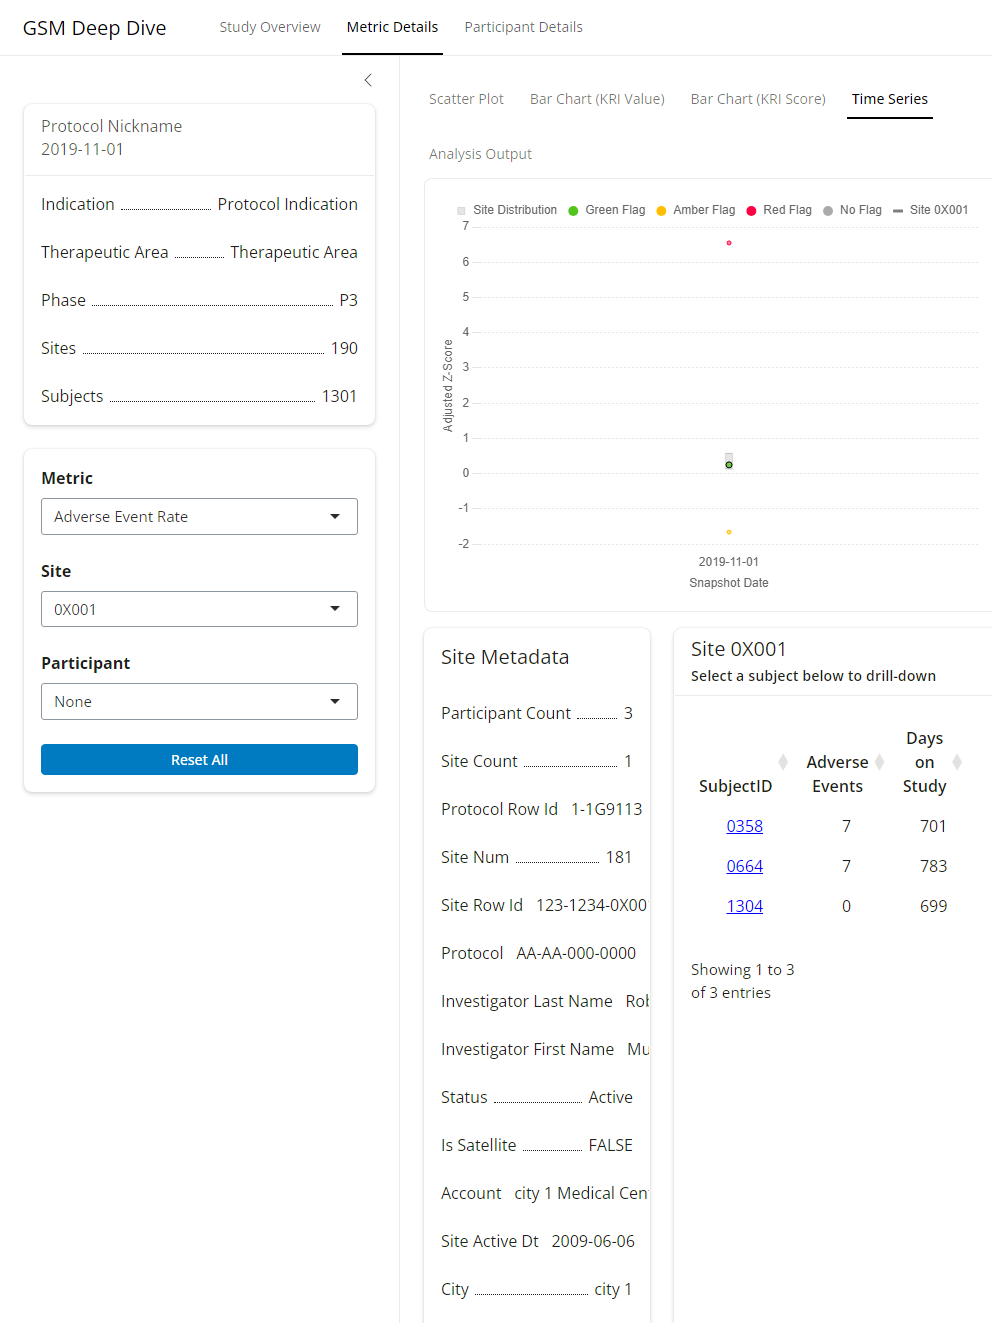 GSM Deep Dive
Study Overview
Metric Details
Participant Details
Protocol Nickname
2019-11-01
Indication Protocol Indication
Therapeutic Area Therapeutic Area
Phase P3
Sites 190
Subjects 1301
Metric
Adverse Event Rate
Site
0X001
Participant
None
Reset All
Scatter Plot
Bar Chart (KRI Value)
Bar Chart (KRI Score)
Time Series
Analysis Output
Site Distribution Green Flag Amber Flag Red Flag No Flag Site 0X001
7
6
5
4
3
2
1
0
-1
-2
Adjusted Z-Score
2019-11-01
Snapshot Date
Site Metadata
Participant Count 3
Site Count 1
Protocol Row Id 1-1G9113
Site Num 181
Site Row Id 123-1234-0X00
Protocol AA-AA-000-0000
Investigator Last Name Rob
Investigator First Name Mu
Status Active
Is Satellite FALSE
Account city 1 Medical Cen
Site Active Dt 2009-06-06
City city 1
Site 0X001
Select a subject below to drill-down
SubjectID
Adverse
Events
Days
on
Study
0358 7 701
0664 7 783
1304 0 699
Showing 1 to 3
of 3 entries